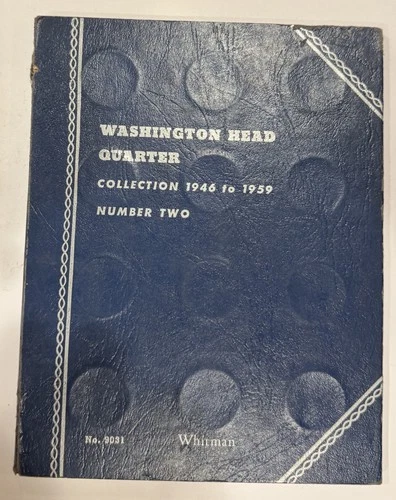 WASHINGTON HEAD
QUARTER
COLLECTION 1946 to 1959
NUMBER TWO
No. 9031 Whitman